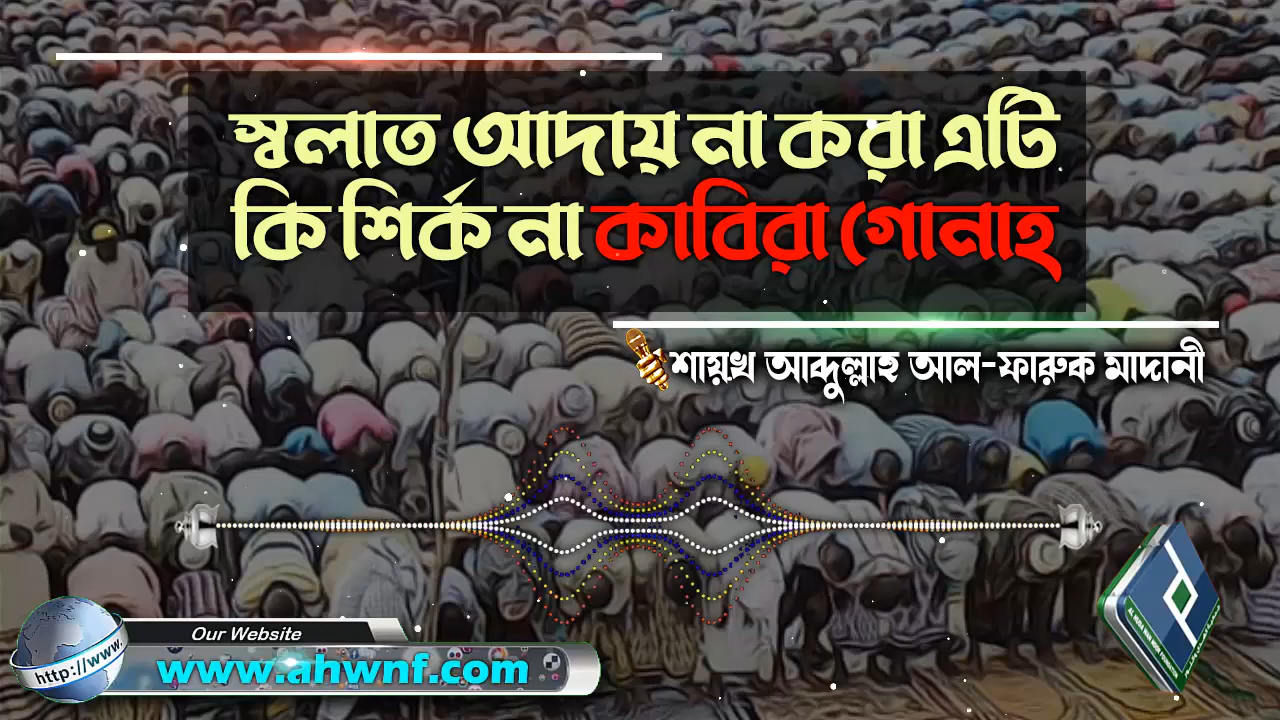 স্বলাত আদায় না করা এটি
কি শির্ক না কাবিরা গোনাহ
শায়খ আব্দুল্লাহ আল-ফারুক মাদানী
Our Website
http://www.
www.ahwnf.com